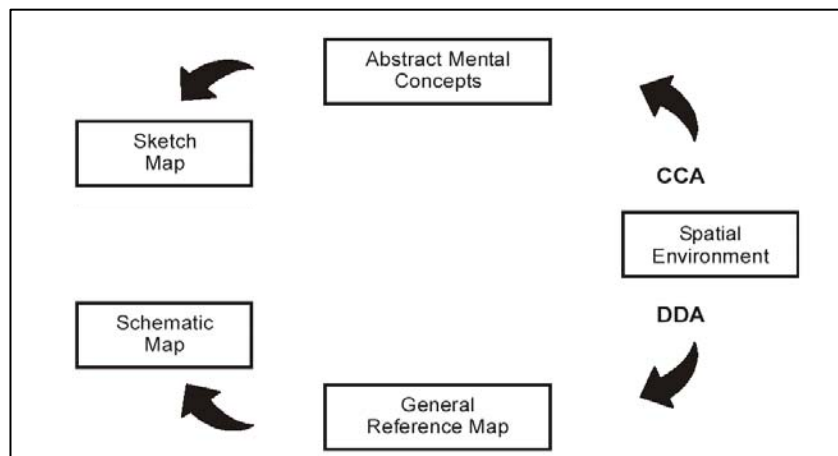 Abstract Mental
Concepts
Sketch
Map
CCA
Spatial
Environment
Schematic
Map
DDA
General
Reference Map